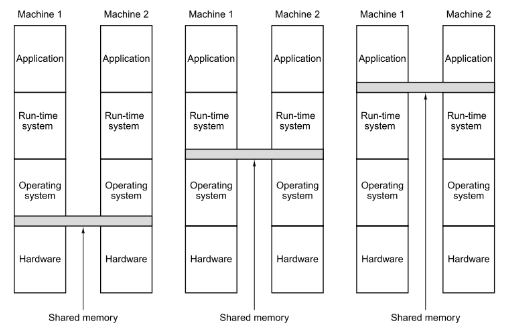 Machine 1 Machine 2 Machine 1 Machine 2 Machine 1 Machine 2
Application Application Application Application Application Application
Run-time Run-time Run-time Run-time Run-time Run-time
system system system system system system
Operating Operating Operating Operating Operating Operating
system system system system system system
Hardware Hardware Hardware Hardware Hardware Hardware
Shared memory Shared memory Shared memory